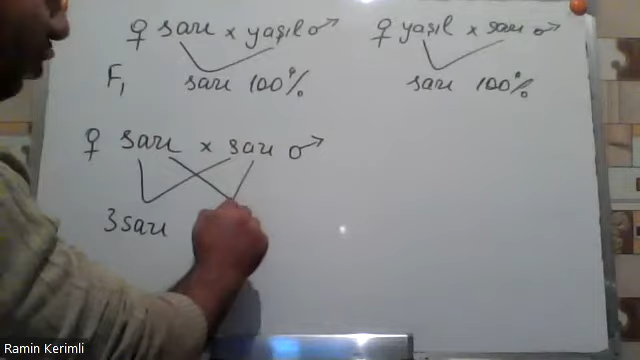 ♀ sarı x yaşıl ♂ ♀ yaşıl x sarı ♂
F₁ sarı 100% sarı 100%
♀ sarı x sarı ♂
3 sarı
Ramin Kerimli